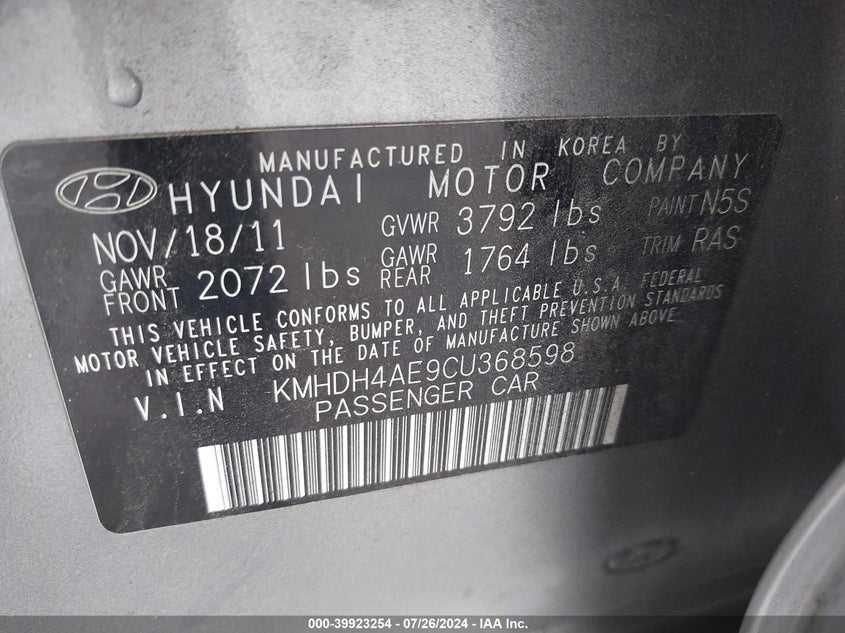 MANUFACTURED IN KOREA BY
HYUNDAI MOTOR COMPANY
NOV/18/11 GVWR 3792 lbs PAINT N5S
GAWR FRONT 2072 lbs GAWR REAR 1764 lbs TRIM RAS
THIS VEHICLE CONFORMS TO ALL APPLICABLE U.S.A. FEDERAL
MOTOR VEHICLE SAFETY, BUMPER, AND THEFT PREVENTION STANDARDS
IN EFFECT ON THE DATE OF MANUFACTURE SHOWN ABOVE.
V.I.N KMHDH4AE9CU368598
PASSENGER CAR
000-39923254 - 07/26/2024 - IAA Inc.